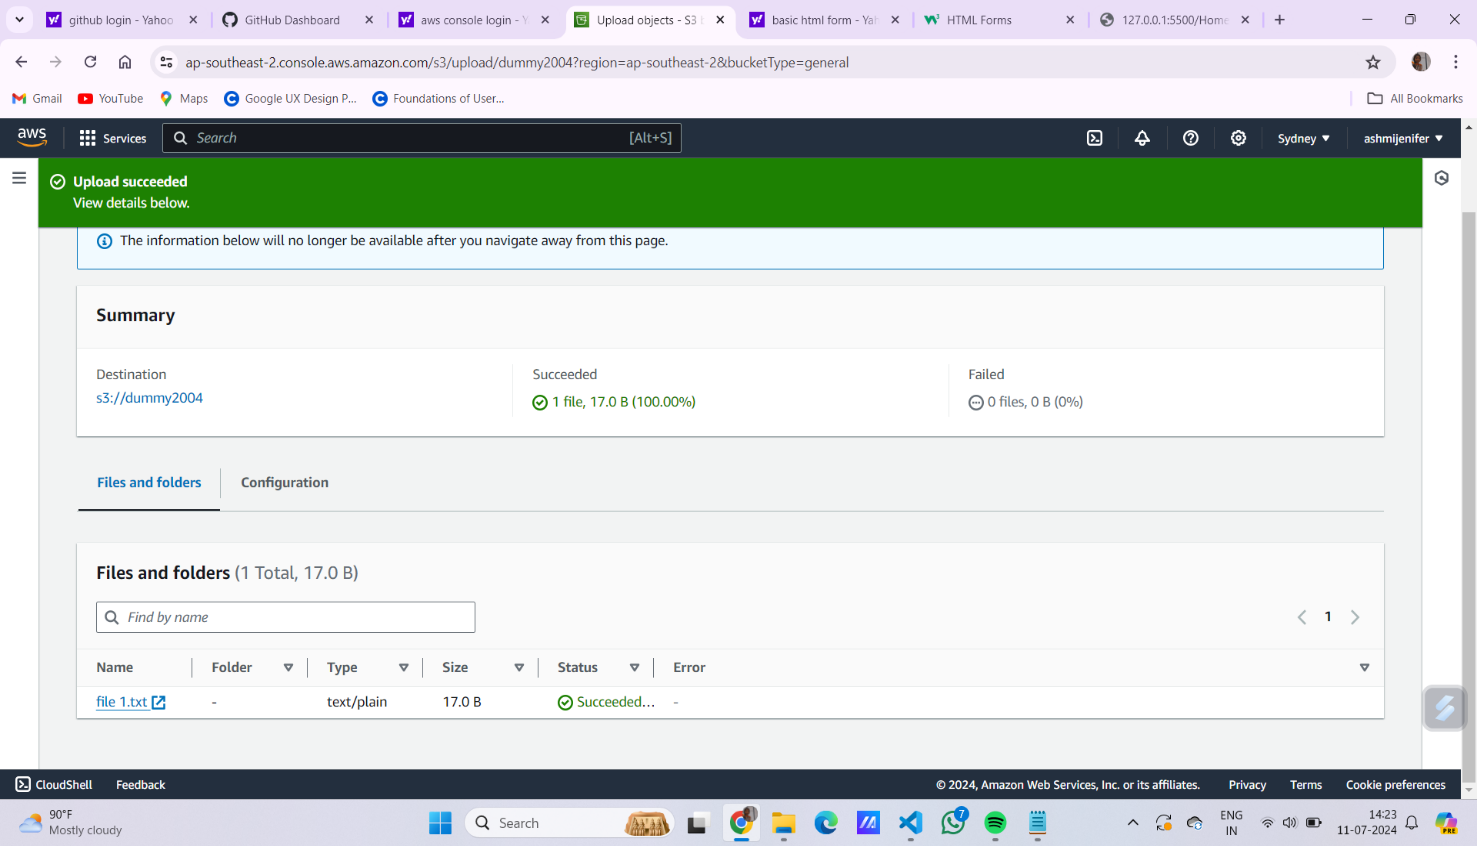 github login - Yahoo
GitHub Dashboard
aws console login - Y
Upload objects - S3 b
basic html form - Yah
HTML Forms
127.0.0.1:5500/Home
ap-southeast-2.console.aws.amazon.com/s3/upload/dummy2004?region=ap-southeast-2&bucketType=general
Gmail
YouTube
Maps
Google UX Design P...
Foundations of User...
All Bookmarks
aws
Services
Search
[Alt+S]
Sydney
ashmijenifer
Upload succeeded
View details below.
The information below will no longer be available after you navigate away from this page.
Summary
Destination
s3://dummy2004
Succeeded
1 file, 17.0 B (100.00%)
Failed
0 files, 0 B (0%)
Files and folders
Configuration
Files and folders (1 Total, 17.0 B)
Find by name
1
Name
Folder
Type
Size
Status
Error
file 1.txt
-
text/plain
17.0 B
Succeeded...
-
CloudShell
Feedback
© 2024, Amazon Web Services, Inc. or its affiliates.
Privacy
Terms
Cookie preferences
90°F
Mostly cloudy
Search
7
ENG
IN
14:23
11-07-2024
PRE